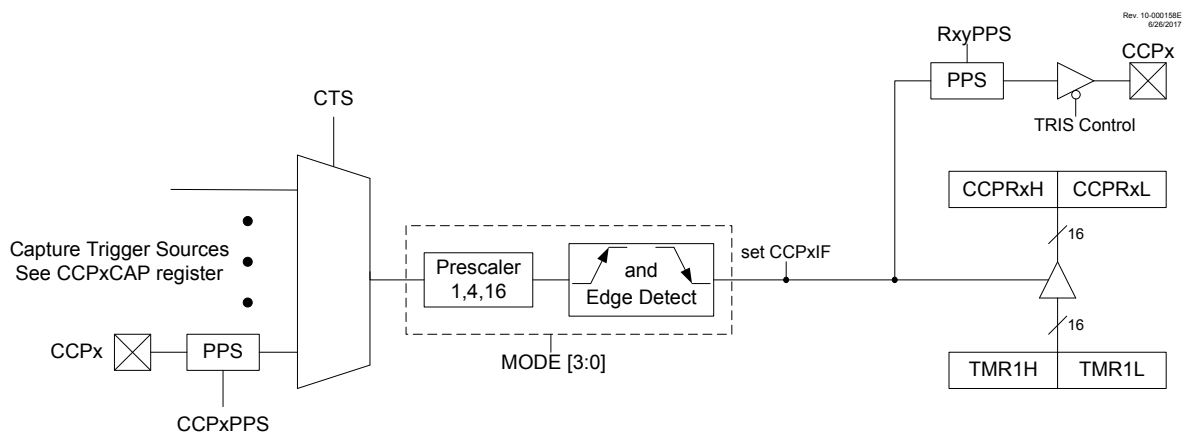 Rev. 10-000158E
6/26/2017
RxyPPS
CCPx
PPS
TRIS Control
CTS
CCPRxH
CCPRxL
16
Capture Trigger Sources
See CCPxCAP register
Prescaler
1,4,16
and
Edge Detect
set CCPxIF
16
CCPx
PPS
MODE [3:0]
TMR1H
TMR1L
CCPxPPS